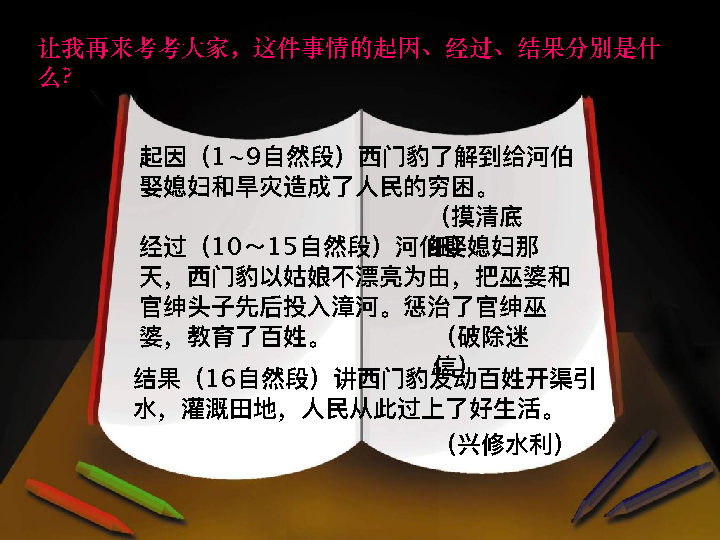 让我再来考考大家，这件事情的起因、经过、结果分别是什
么?
起因（1~9自然段）西门豹了解到给河伯
娶媳妇和旱灾造成了人民的穷困。
（摸清底
经过（10～15自然段）河伯娶媳妇那
天，西门豹以姑娘不漂亮为由，把巫婆和
官绅头子先后投入漳河。惩治了官绅巫
婆，教育了百姓。
（破除迷
信）
结果（16自然段）讲西门豹发动百姓开渠引
水，灌溉田地，人民从此过上了好生活。
（兴修水利）